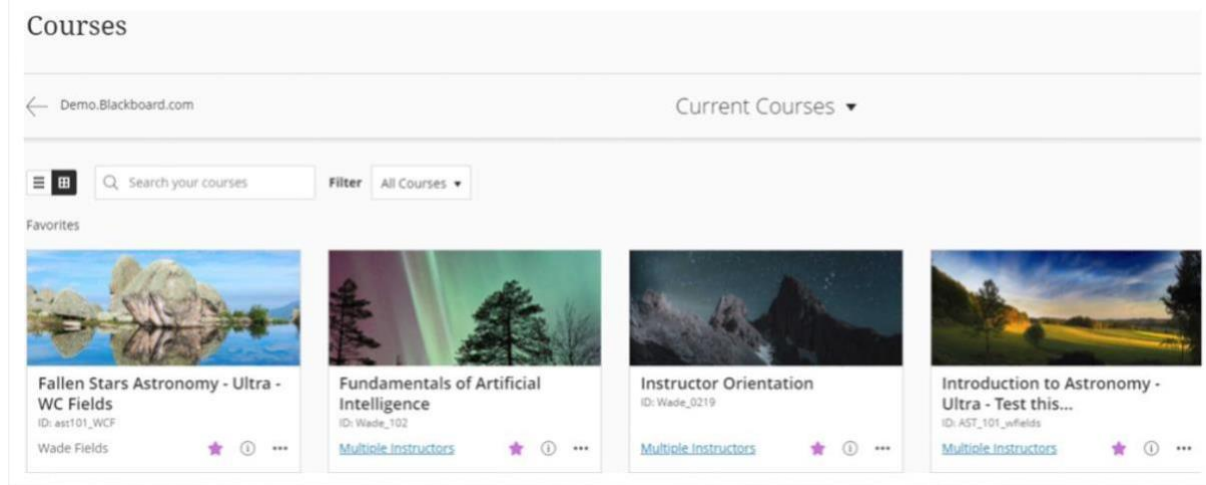 Courses
Demo.Blackboard.com
Current Courses
Search your courses
Filter
All Courses
Favorites
Fallen Stars Astronomy - Ultra -
WC Fields
ID: ast101_WCF
Wade Fields
Fundamentals of Artificial
Intelligence
ID: Wade_102
Multiple Instructors
Instructor Orientation
ID: Wade_0219
Multiple Instructors
Introduction to Astronomy -
Ultra - Test this...
ID: AST_101_wfields
Multiple Instructors